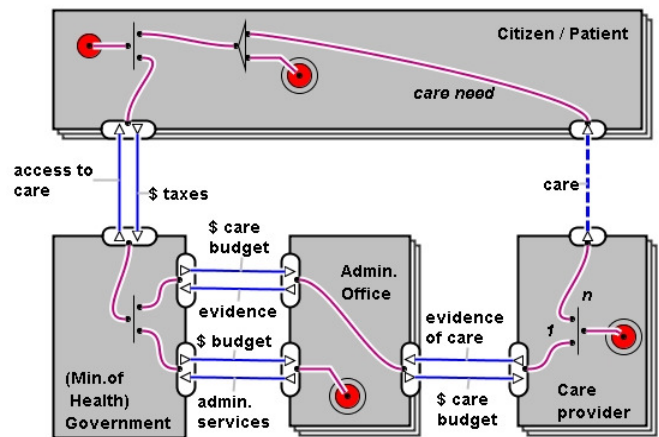 Citizen / Patient
care need
access to
care
$ taxes
care
$ care
budget
evidence
$ budget
admin.
services
Admin.
Office
evidence
of care
$ care
budget
n
1
(Min.of
Health)
Government
Care
provider